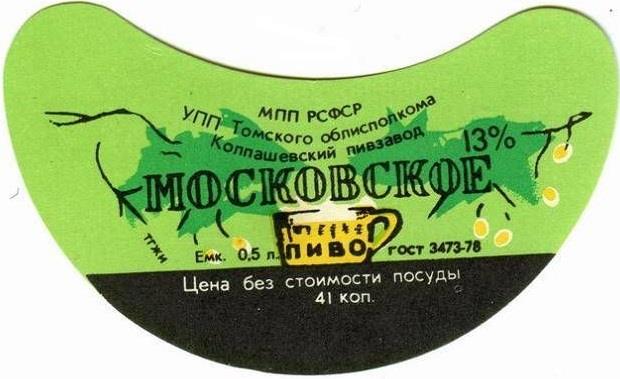 МПП РСФСР
УПП Томского облисполкома
Колпашевский пивзавод
13%
МОСКОВСКОЕ
ТГЖИ
Емк. 0,5 л.
ПИВО
ГОСТ 3473-78
Цена без стоимости посуды
41 коп.